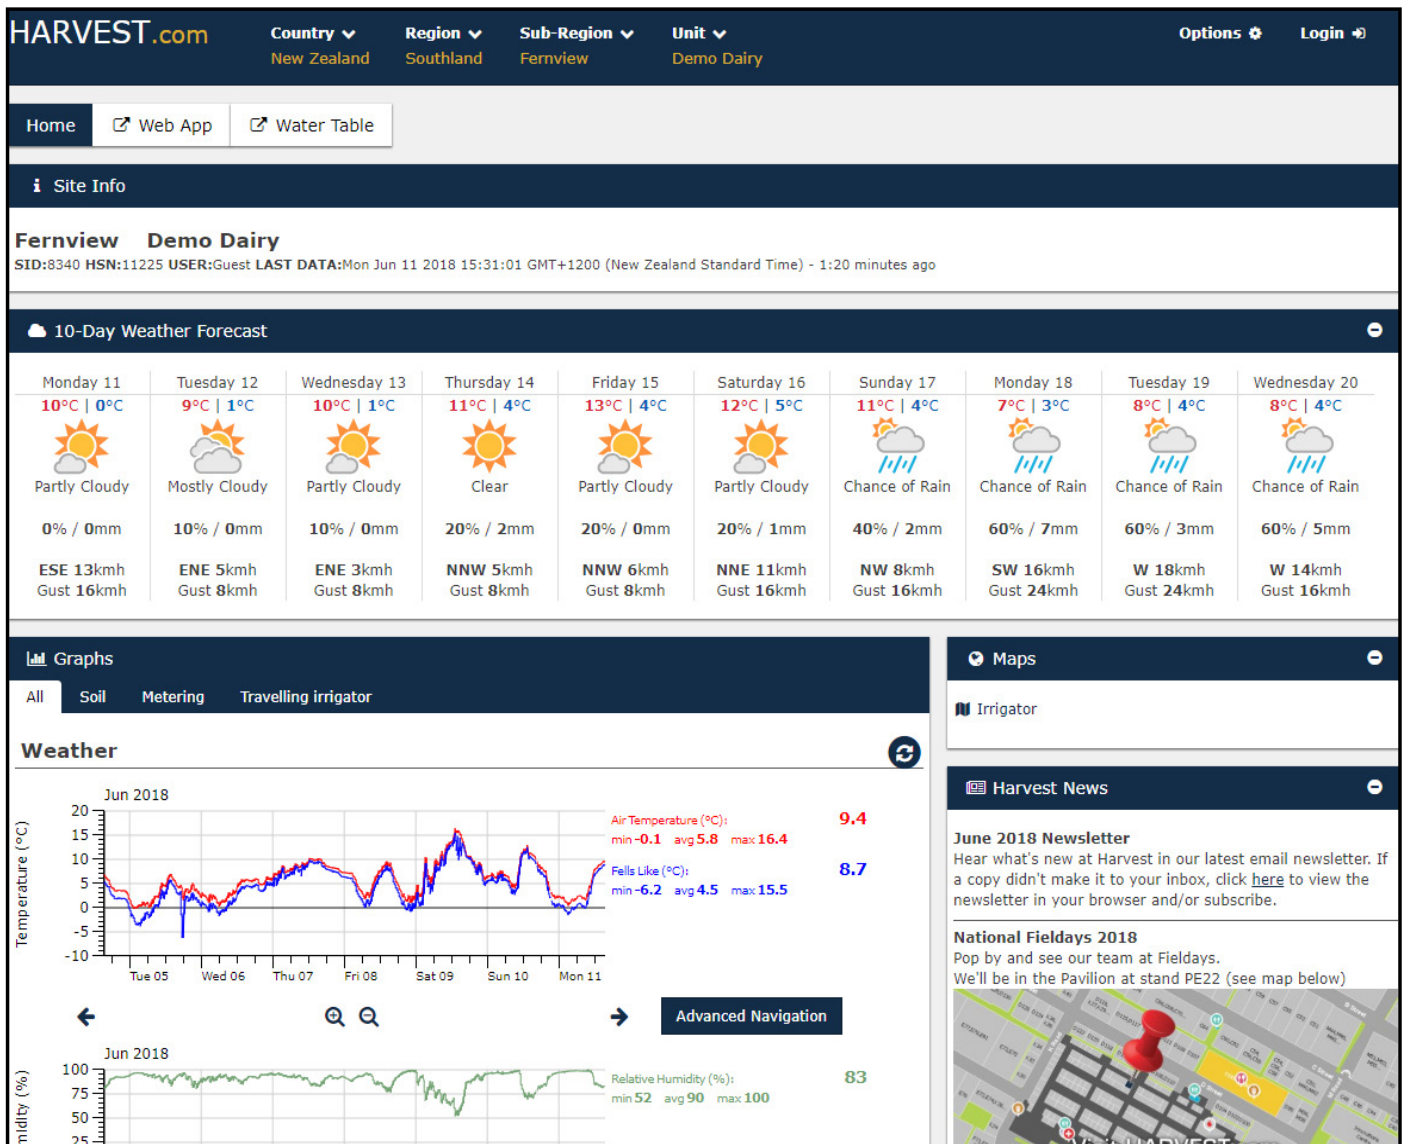 HARVEST.com
Country Region Sub-Region Unit Options Login
New Zealand Southland Fernview Demo Dairy
Home Web App Water Table
Site Info
Fernview Demo Dairy
SID:8340 HSN:11225 USER:Guest LAST DATA:Mon Jun 11 2018 15:31:01 GMT+1200 (New Zealand Standard Time) - 1:20 minutes ago
10-Day Weather Forecast
Monday 11 Tuesday 12 Wednesday 13 Thursday 14 Friday 15 Saturday 16 Sunday 17 Monday 18 Tuesday 19 Wednesday 20
10°C | 0°C 9°C | 1°C 10°C | 1°C 11°C | 4°C 13°C | 4°C 12°C | 5°C 11°C | 4°C 7°C | 3°C 8°C | 4°C 8°C | 4°C
Partly Cloudy Mostly Cloudy Partly Cloudy Clear Partly Cloudy Partly Cloudy Chance of Rain Chance of Rain Chance of Rain Chance of Rain
0% / 0mm 10% / 0mm 10% / 0mm 20% / 2mm 20% / 0mm 20% / 1mm 40% / 2mm 60% / 7mm 60% / 3mm 60% / 5mm
ESE 13kmh ENE 5kmh ENE 3kmh NNW 5kmh NNW 6kmh NNE 11kmh NW 8kmh SW 16kmh W 18kmh W 14kmh
Gust 16kmh Gust 8kmh Gust 8kmh Gust 8kmh Gust 8kmh Gust 16kmh Gust 16kmh Gust 24kmh Gust 24kmh Gust 16kmh
Graphs
All Soil Metering Travelling irrigator
Weather
Jun 2018
Temperature (°C)
20
15
10
5
0
-5
-10
Tue 05 Wed 06 Thu 07 Fri 08 Sat 09 Sun 10 Mon 11
Air Temperature (°C): 9.4
min -0.1 avg 5.8 max 16.4
Fells Like (°C): 8.7
min -6.2 avg 4.5 max 15.5
Advanced Navigation
Jun 2018
midity (%)
100
75
50
25
Relative Humidity (%): 83
min 52 avg 90 max 100
Maps
Irrigator
Harvest News
June 2018 Newsletter
Hear what's new at Harvest in our latest email newsletter. If
a copy didn't make it to your inbox, click here to view the
newsletter in your browser and/or subscribe.
National Fieldays 2018
Pop by and see our team at Fieldays.
We'll be in the Pavilion at stand PE22 (see map below)
Visit HARVEST